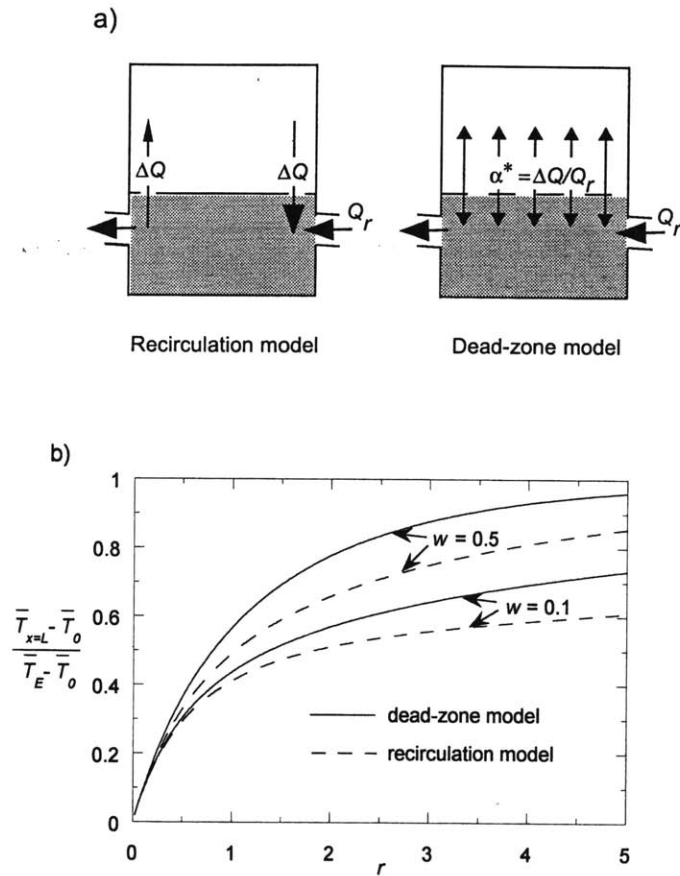 a)
ΔQ
ΔQ
Q_r
α* = ΔQ/Q_r
Q_r
Recirculation model
Dead-zone model
b)
1
0.8
0.6
0.4
0.2
0
w = 0.5
w = 0.1
T̅_{x=L} - T̅_0
T̅_E - T̅_0
dead-zone model
recirculation model
0 1 2 3 4 5
r